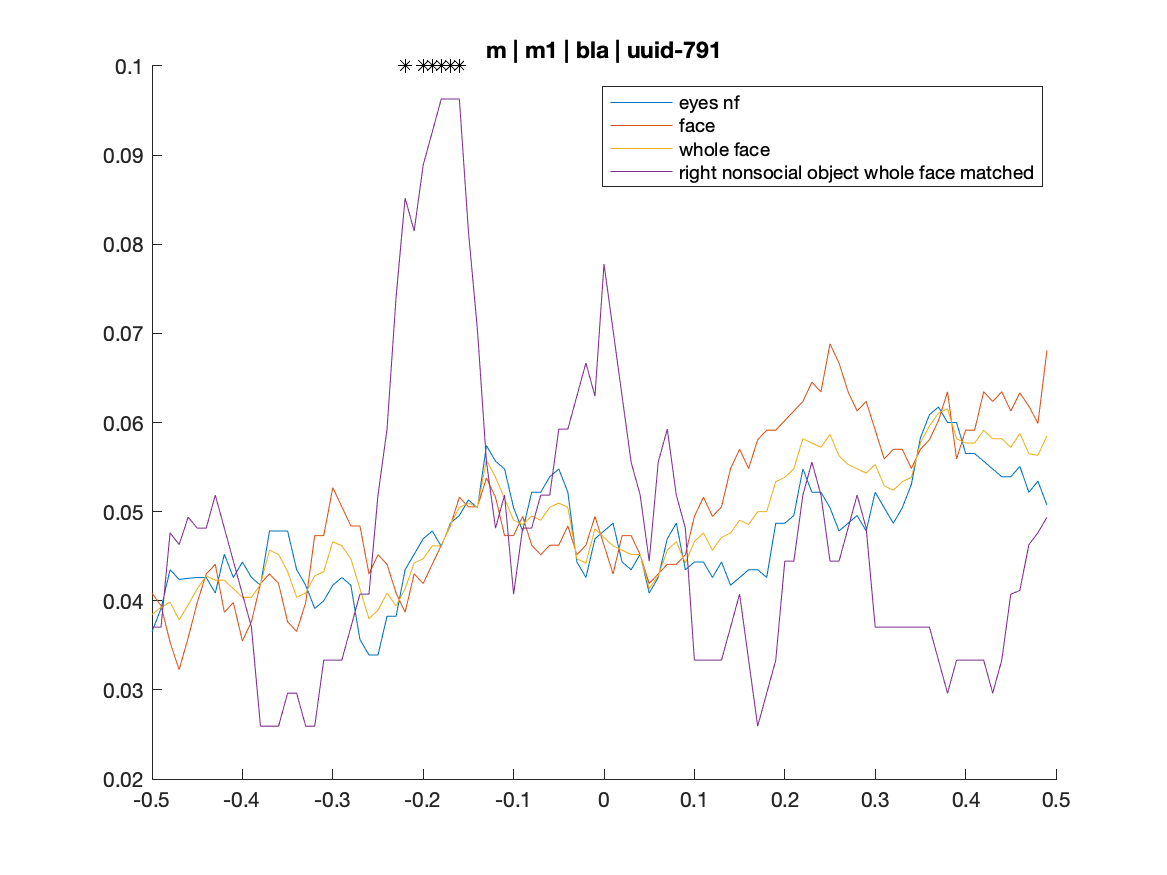 m | m1 | bla | uuid-791
eyes nf
face
whole face
right nonsocial object whole face matched
0.1
0.09
0.08
0.07
0.06
0.05
0.04
0.03
0.02
-0.5 -0.4 -0.3 -0.2 -0.1 0 0.1 0.2 0.3 0.4 0.5